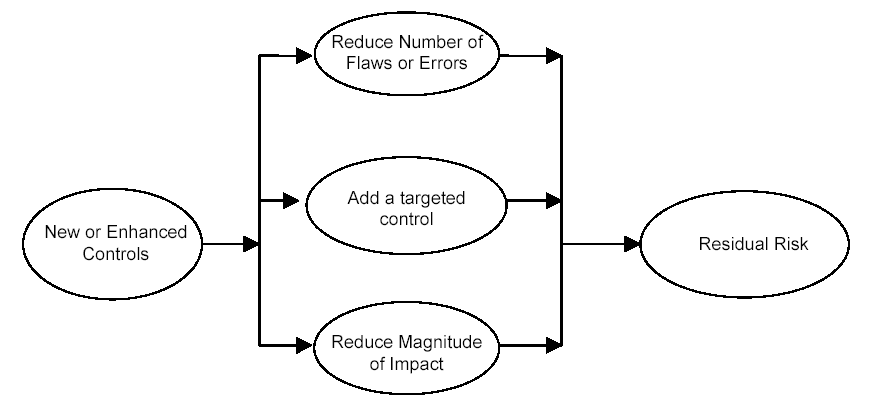 Reduce Number of
Flaws or Errors
Add a targeted
control
New or Enhanced
Controls
Residual Risk
Reduce Magnitude
of Impact